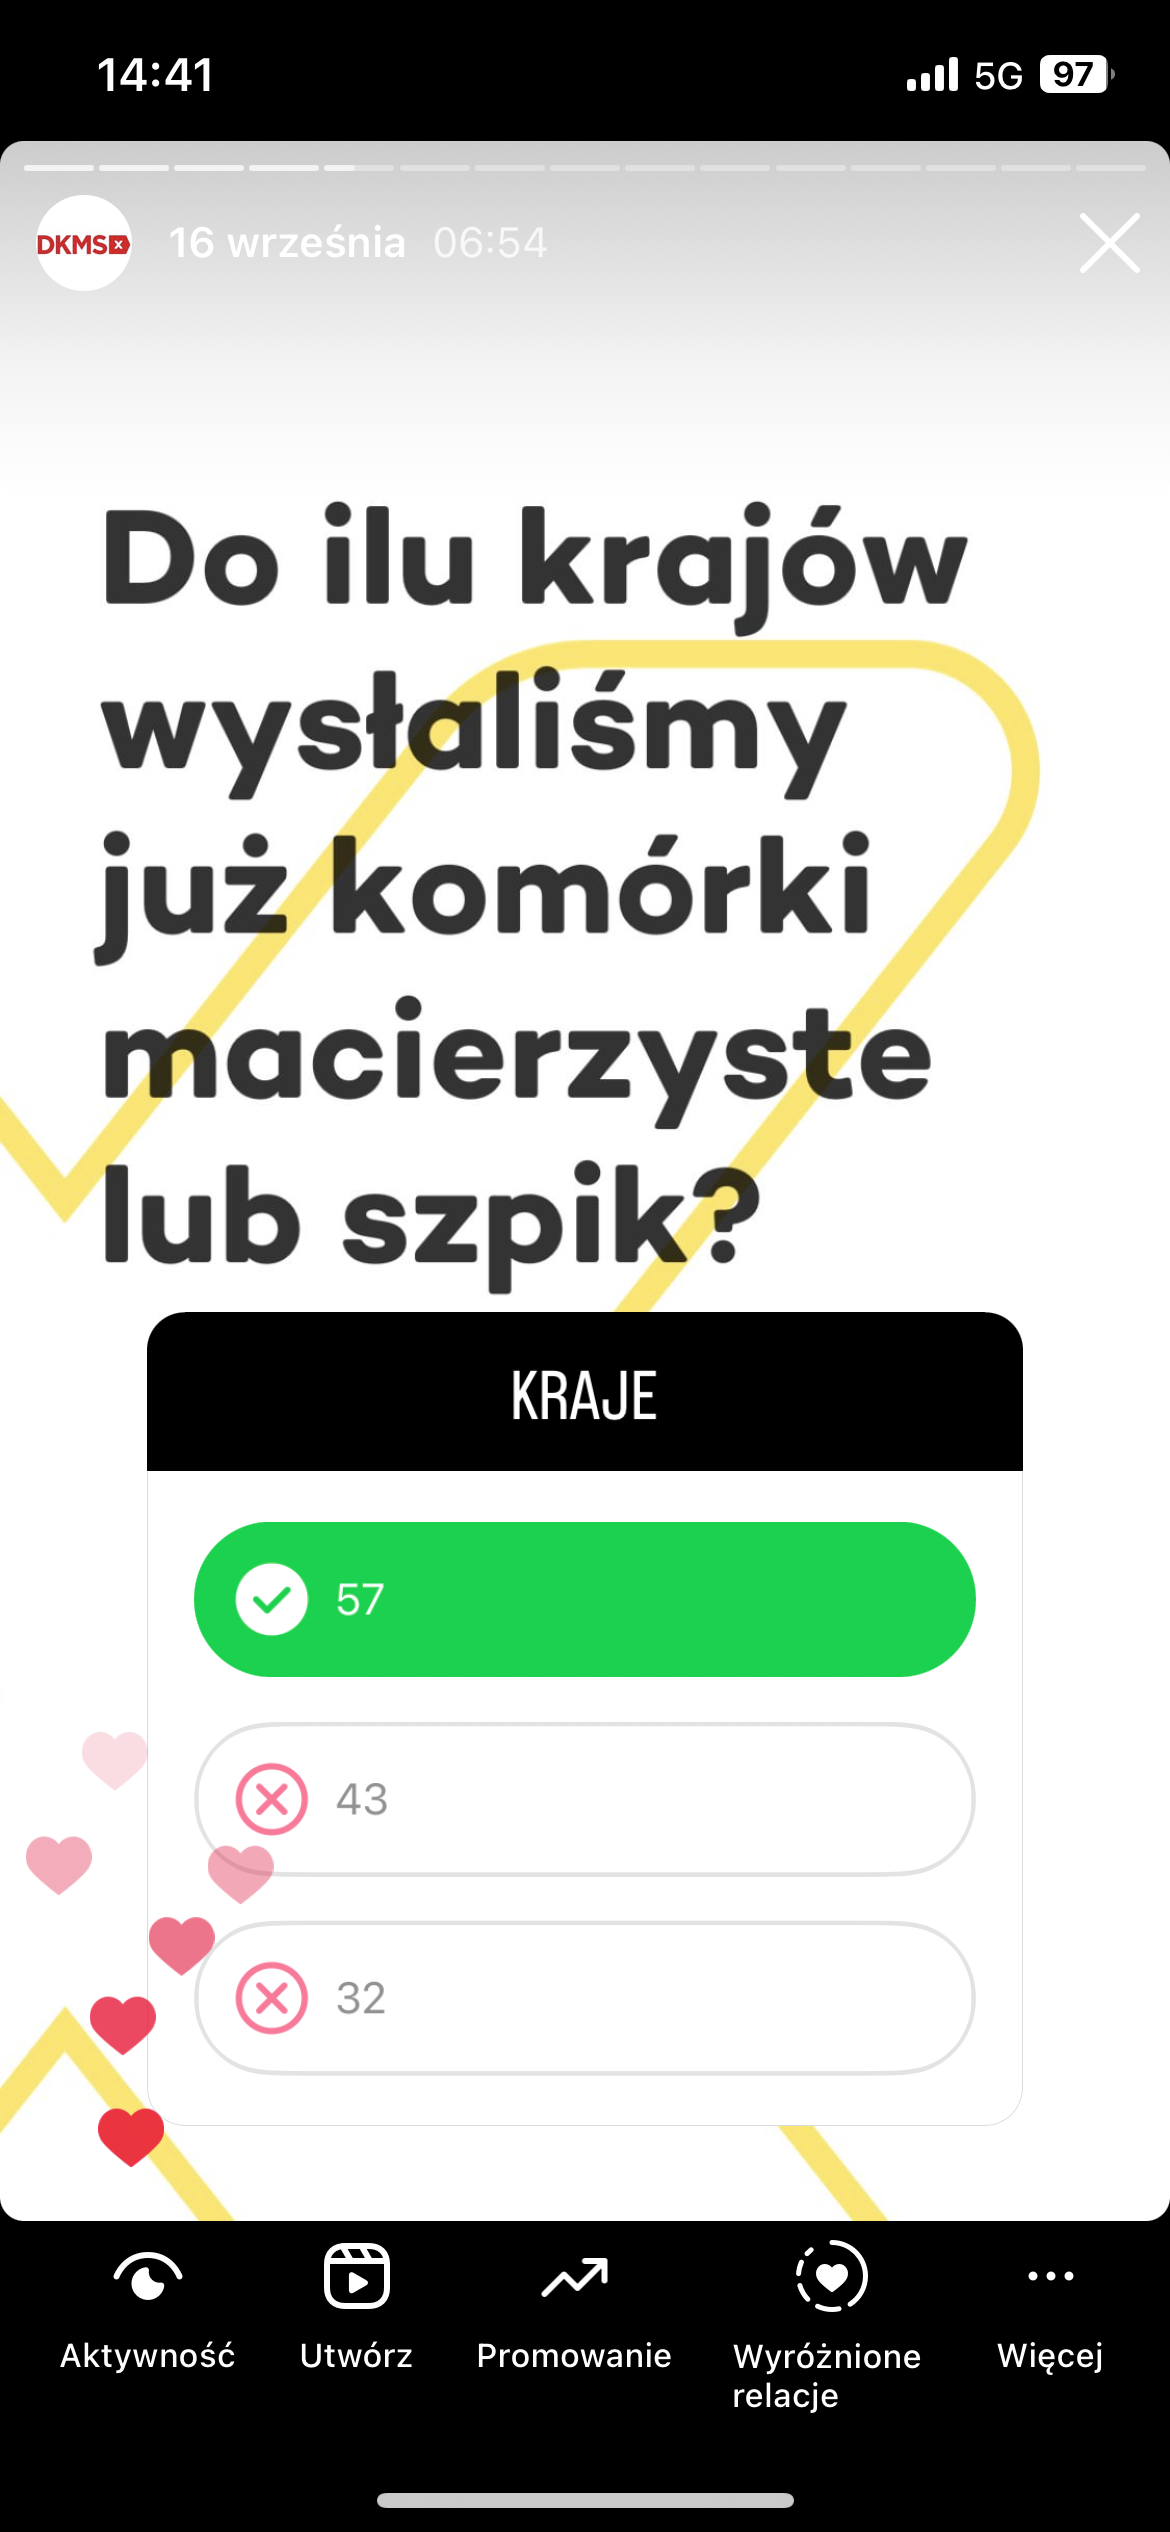 14:41 5G 97
DKMS x 16 września 06:54
Do ilu krajów
wysłaliśmy
już komórki
macierzyste
lub szpik?
KRAJE
57
43
32
Aktywność Utwórz Promowanie Wyróżnione relacje Więcej